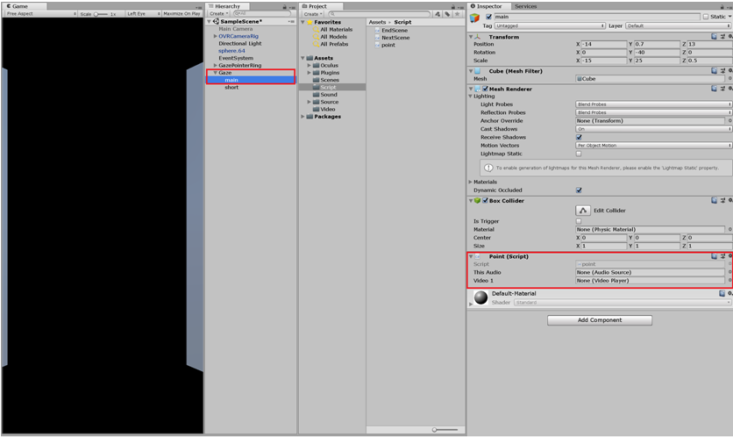 Game
Free Aspect
Scale
1x
Left Eye
Maximize On Play
Hierarchy
Create
SampleScene*
Main Camera
OVRCameraRig
Directional Light
sphere.64
EventSystem
GazePointerRing
Gaze
main
short
Project
Create
Favorites
All Materials
All Models
All Prefabs
Assets
Oculus
Plugins
Scenes
Script
Sound
Source
Video
Packages
Assets
Script
EndScene
NextScene
point
Inspector
Services
main
Static
Tag
Untagged
Layer
Default
Transform
Position X -14 Y 0.7 Z 13
Rotation X 0 Y -40 Z 0
Scale X -15 Y 25 Z 0.5
Cube (Mesh Filter)
Mesh
Cube
Mesh Renderer
Lighting
Light Probes Blend Probes
Reflection Probes Blend Probes
Anchor Override None (Transform)
Cast Shadows On
Receive Shadows
Motion Vectors Per Object Motion
Lightmap Static
To enable generation of lightmaps for this Mesh Renderer, please enable the 'Lightmap Static' property.
Materials
Dynamic Occluded
Box Collider
Edit Collider
Is Trigger
Material None (Physic Material)
Center X 0 Y 0 Z 0
Size X 1 Y 1 Z 1
Point (Script)
Script point
This Audio None (Audio Source)
Video 1 None (Video Player)
Default-Material
Shader
Add Component